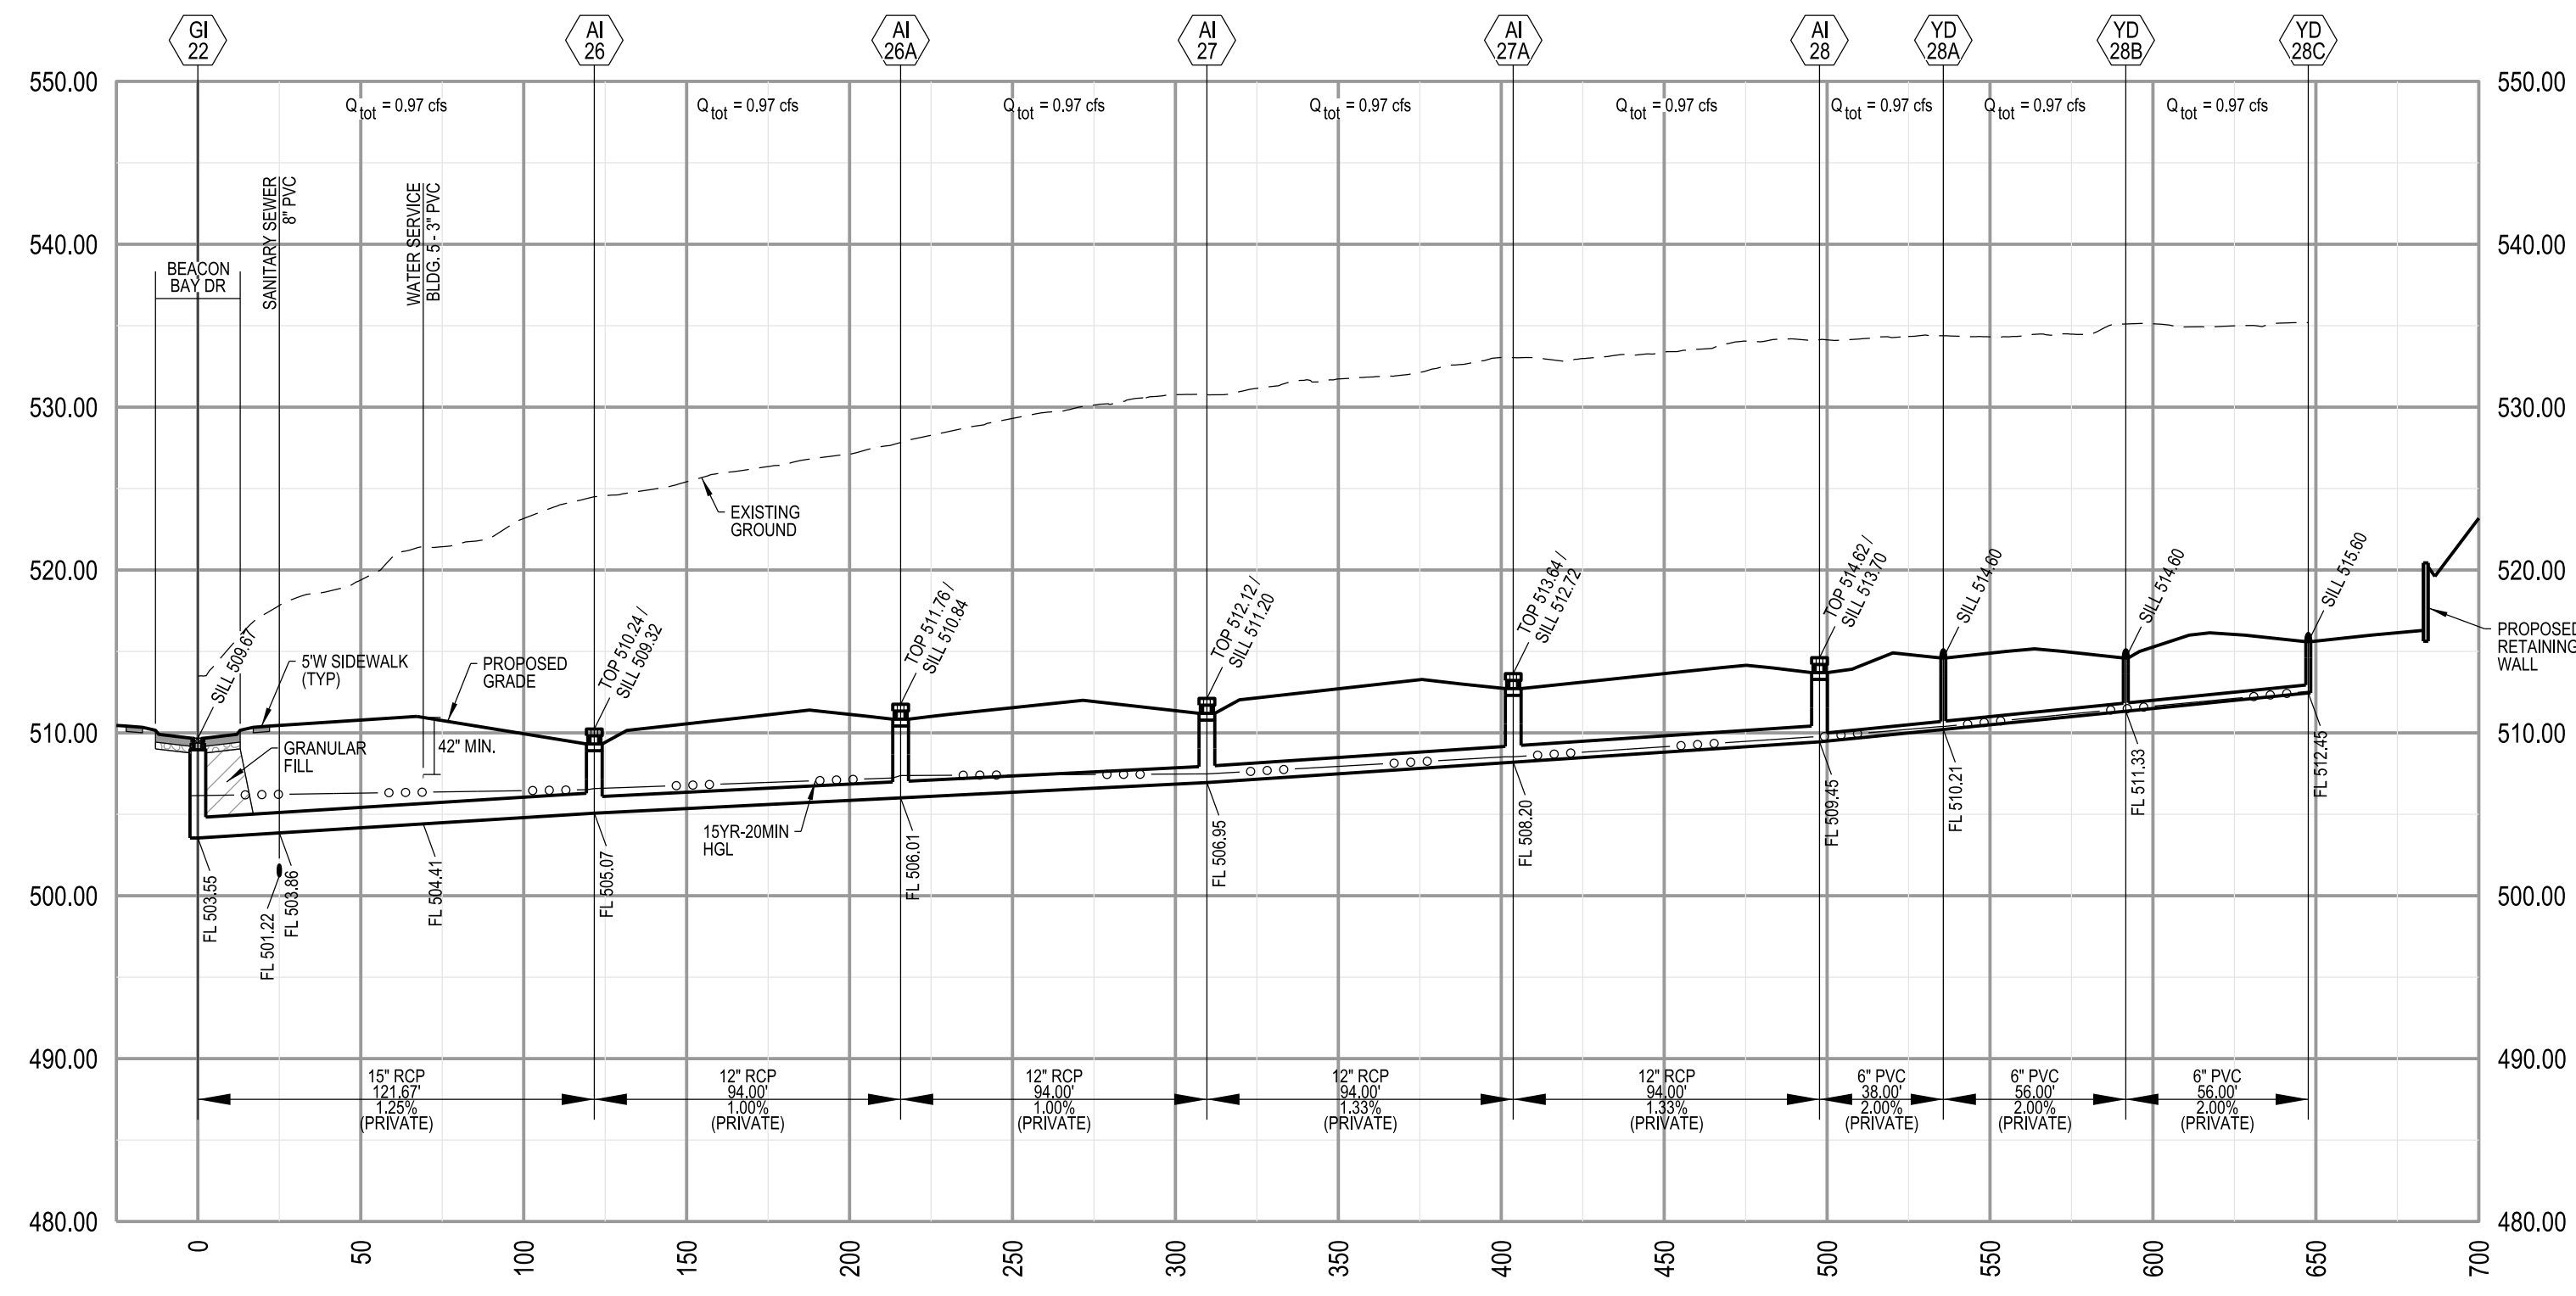 GI
22
AI
26
AI
26A
AI
27
AI
27A
AI
28
YD
28A
YD
28B
YD
28C
550.00
550.00
Qtot = 0.97 cfs
Qtot = 0.97 cfs
Qtot = 0.97 cfs
Qtot = 0.97 cfs
Qtot = 0.97 cfs
Qtot = 0.97 cfs
Qtot = 0.97 cfs
Qtot = 0.97 cfs
540.00
540.00
BEACON
BAY DR
SANITARY SEWER
8" PVC
WATER SERVICE
BLDG. 5 - 3" PVC
530.00
530.00
EXISTING
GROUND
520.00
520.00
SILL 509.67
5'W SIDEWALK
(TYP)
PROPOSED
GRADE
TOP 510.24 /
SILL 509.32
TOP 511.76 /
SILL 510.84
TOP 512.12 /
SILL 511.20
TOP 513.64 /
SILL 512.72
TOP 514.62 /
SILL 513.70
SILL 514.60
SILL 514.60
SILL 515.60
PROPOSED
RETAINING
WALL
510.00
510.00
GRANULAR
FILL
42" MIN.
15YR-20MIN
HGL
FL 503.55
FL 501.22
FL 503.86
FL 504.41
FL 505.07
FL 506.01
FL 506.95
FL 508.20
FL 509.45
FL 510.21
FL 511.33
FL 512.45
500.00
500.00
490.00
490.00
15" RCP
121.67'
1.25%
(PRIVATE)
12" RCP
94.00'
1.00%
(PRIVATE)
12" RCP
94.00'
1.00%
(PRIVATE)
12" RCP
94.00'
1.33%
(PRIVATE)
12" RCP
94.00'
1.33%
(PRIVATE)
6" PVC
38.00'
2.00%
(PRIVATE)
6" PVC
56.00'
2.00%
(PRIVATE)
6" PVC
56.00'
2.00%
(PRIVATE)
480.00
480.00
0
50
100
150
200
250
300
350
400
450
500
550
600
650
700